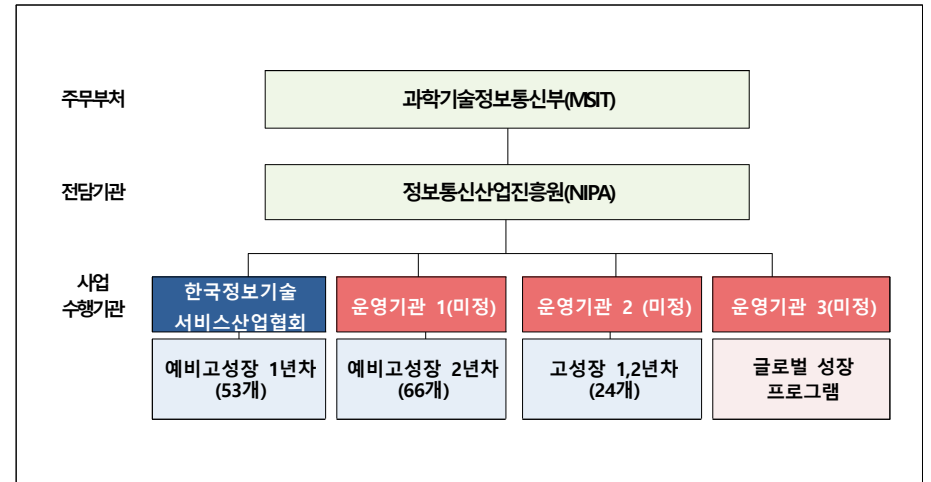 주무부처
과학기술정보통신부(MSIT)
전담기관
정보통신산업진흥원(NIPA)
사업
수행기관
한국정보기술
서비스산업협회
운영기관 1(미정)
운영기관 2 (미정)
운영기관 3(미정)
예비고성장 1년차
(53개)
예비고성장 2년차
(66개)
고성장 1,2년차
(24개)
글로벌 성장
프로그램